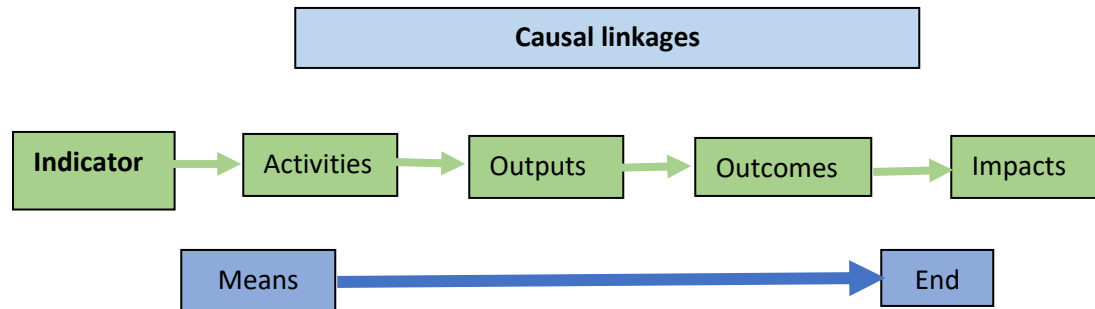 Causal linkages
Indicator
Activities
Outputs
Outcomes
Impacts
Means
End